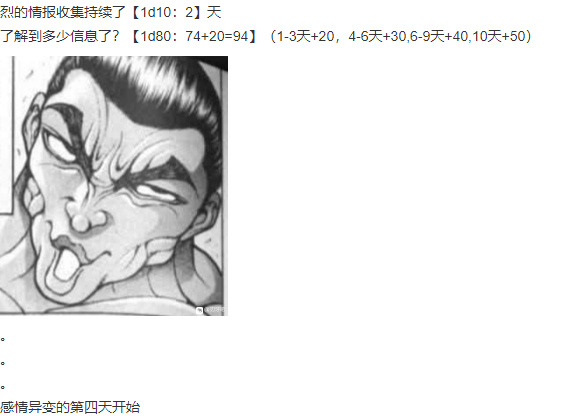 烈的情报收集持续了【1d10：2】天
了解到多少信息了？【1d80：74+20=94】（1-3天+20，4-6天+30,6-9天+40,10天+50）
。
。
。
感情异变的第四天开始